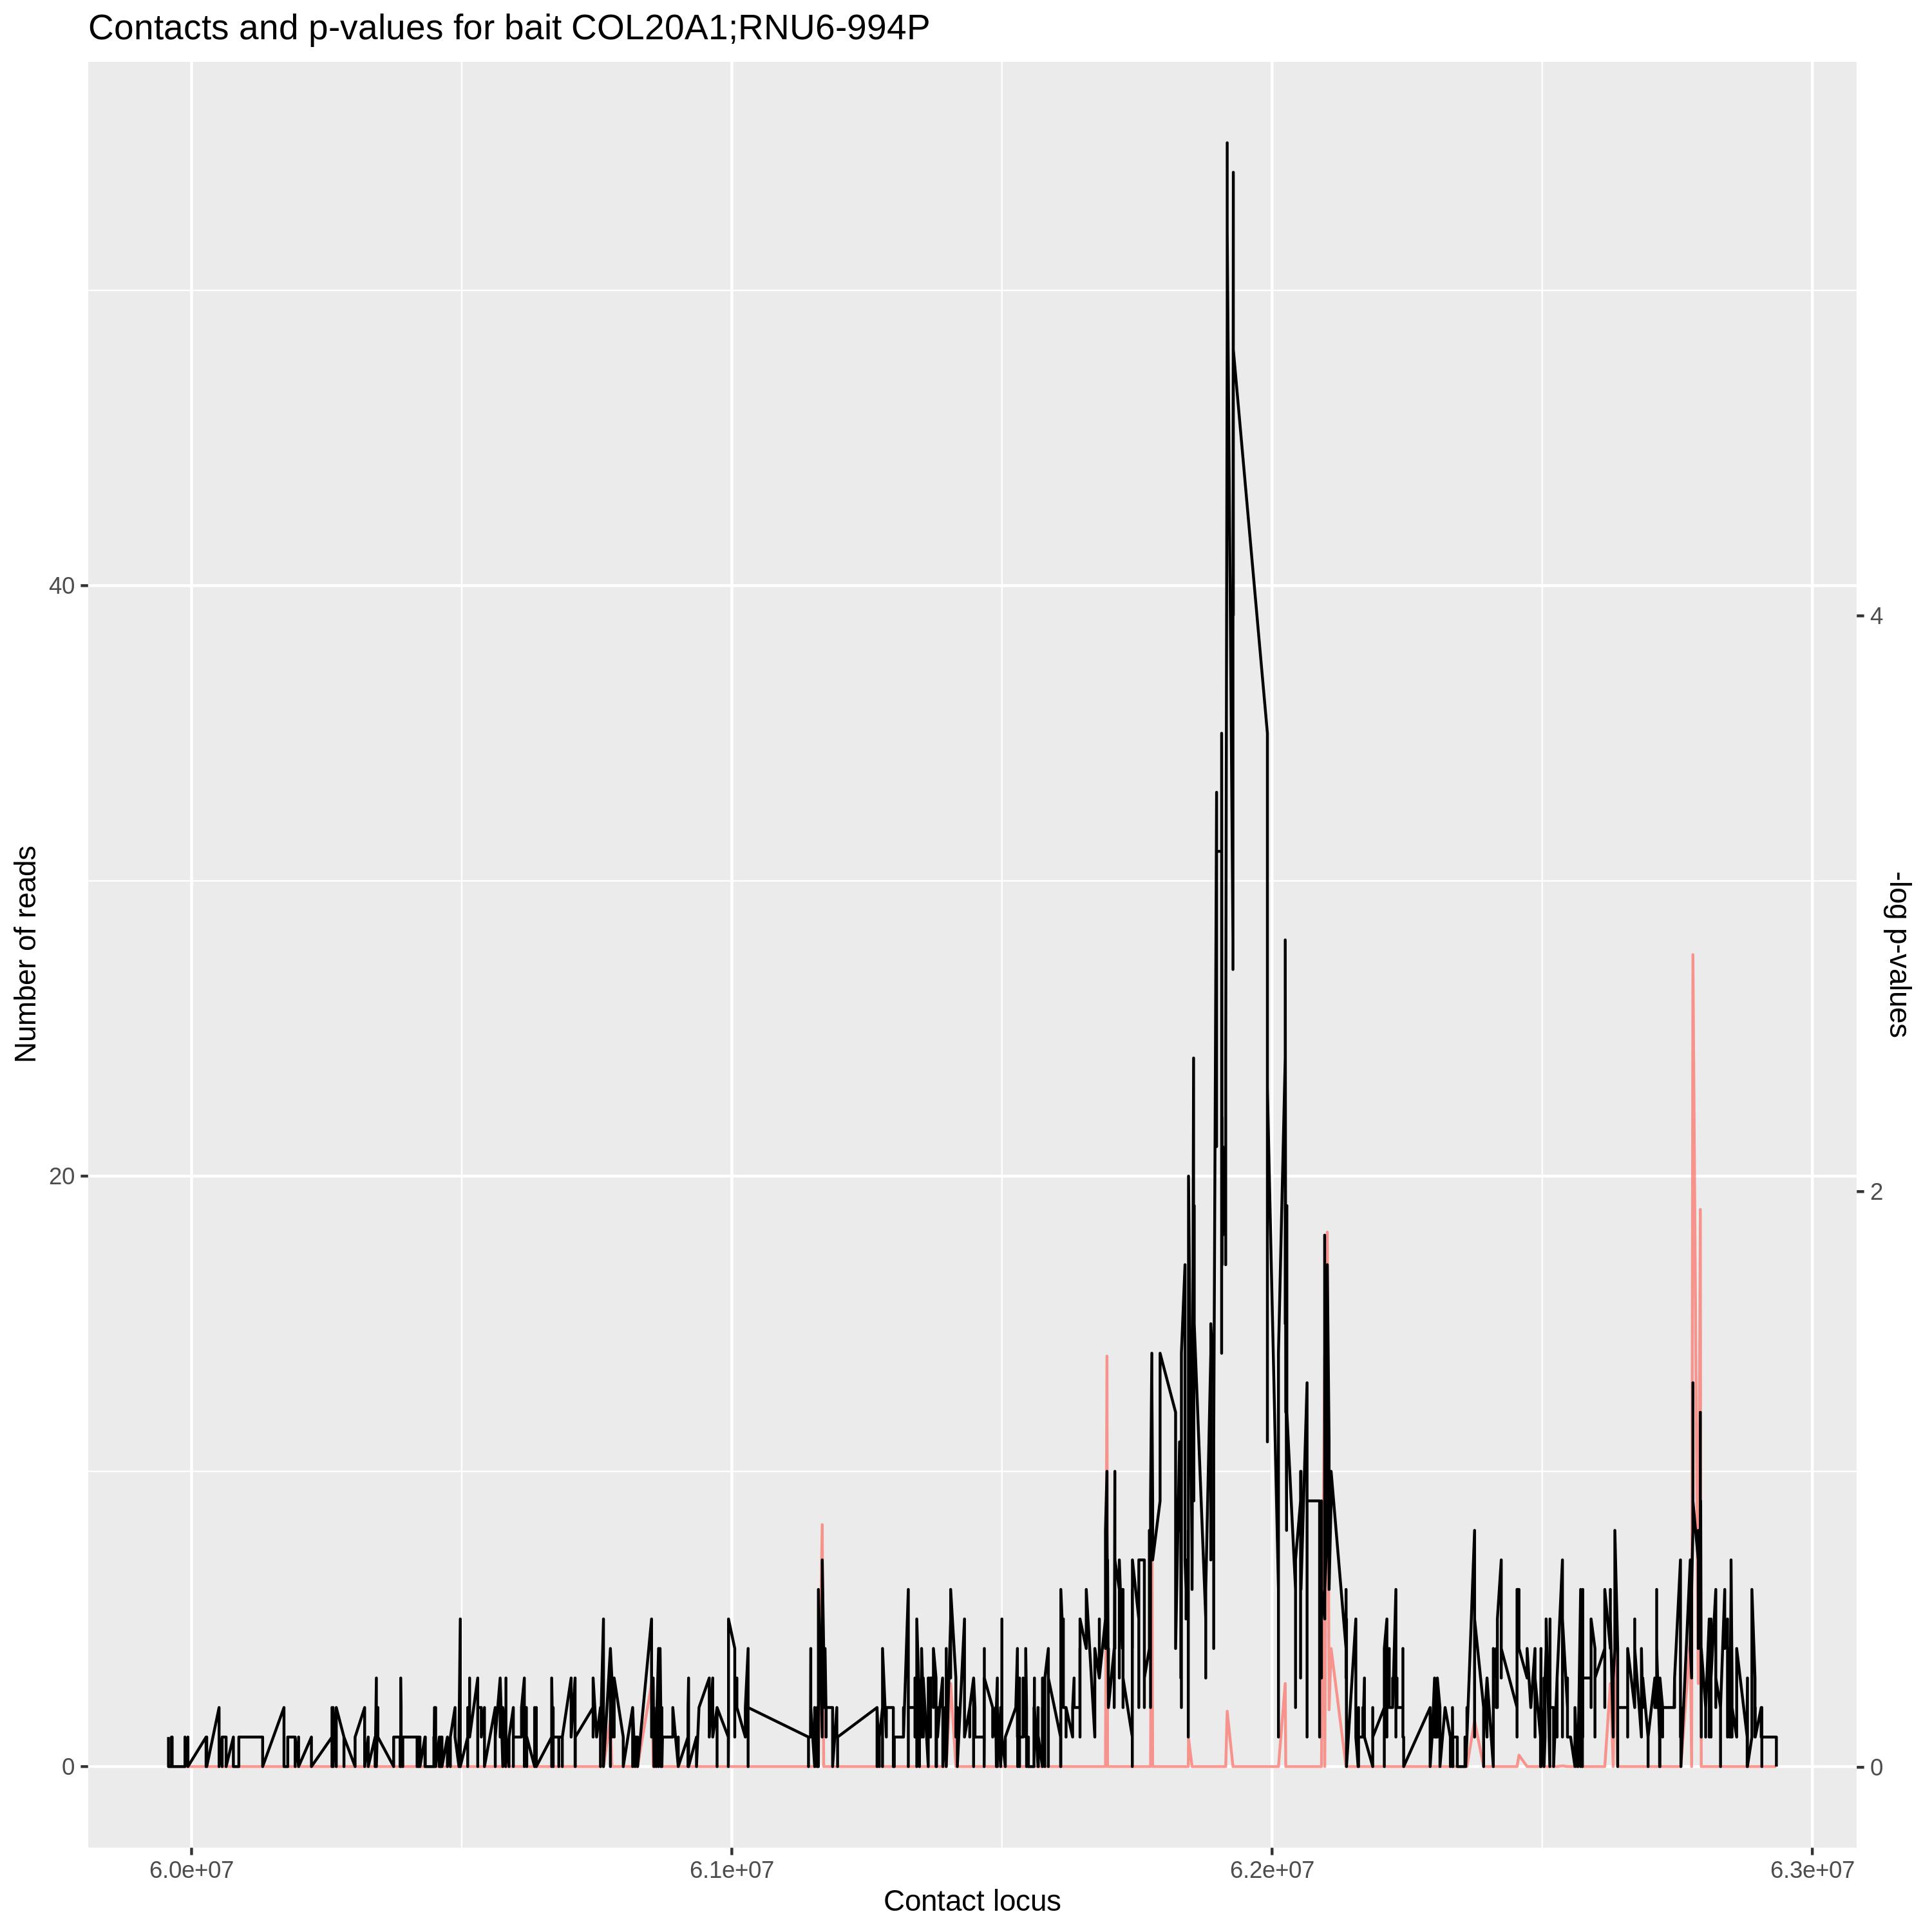 Contacts and p-values for bait COL20A1;RNU6-994P
Number of reads
40
20
0
4
2
0
-log p-values
6.0e+07
6.1e+07
6.2e+07
6.3e+07
Contact locus